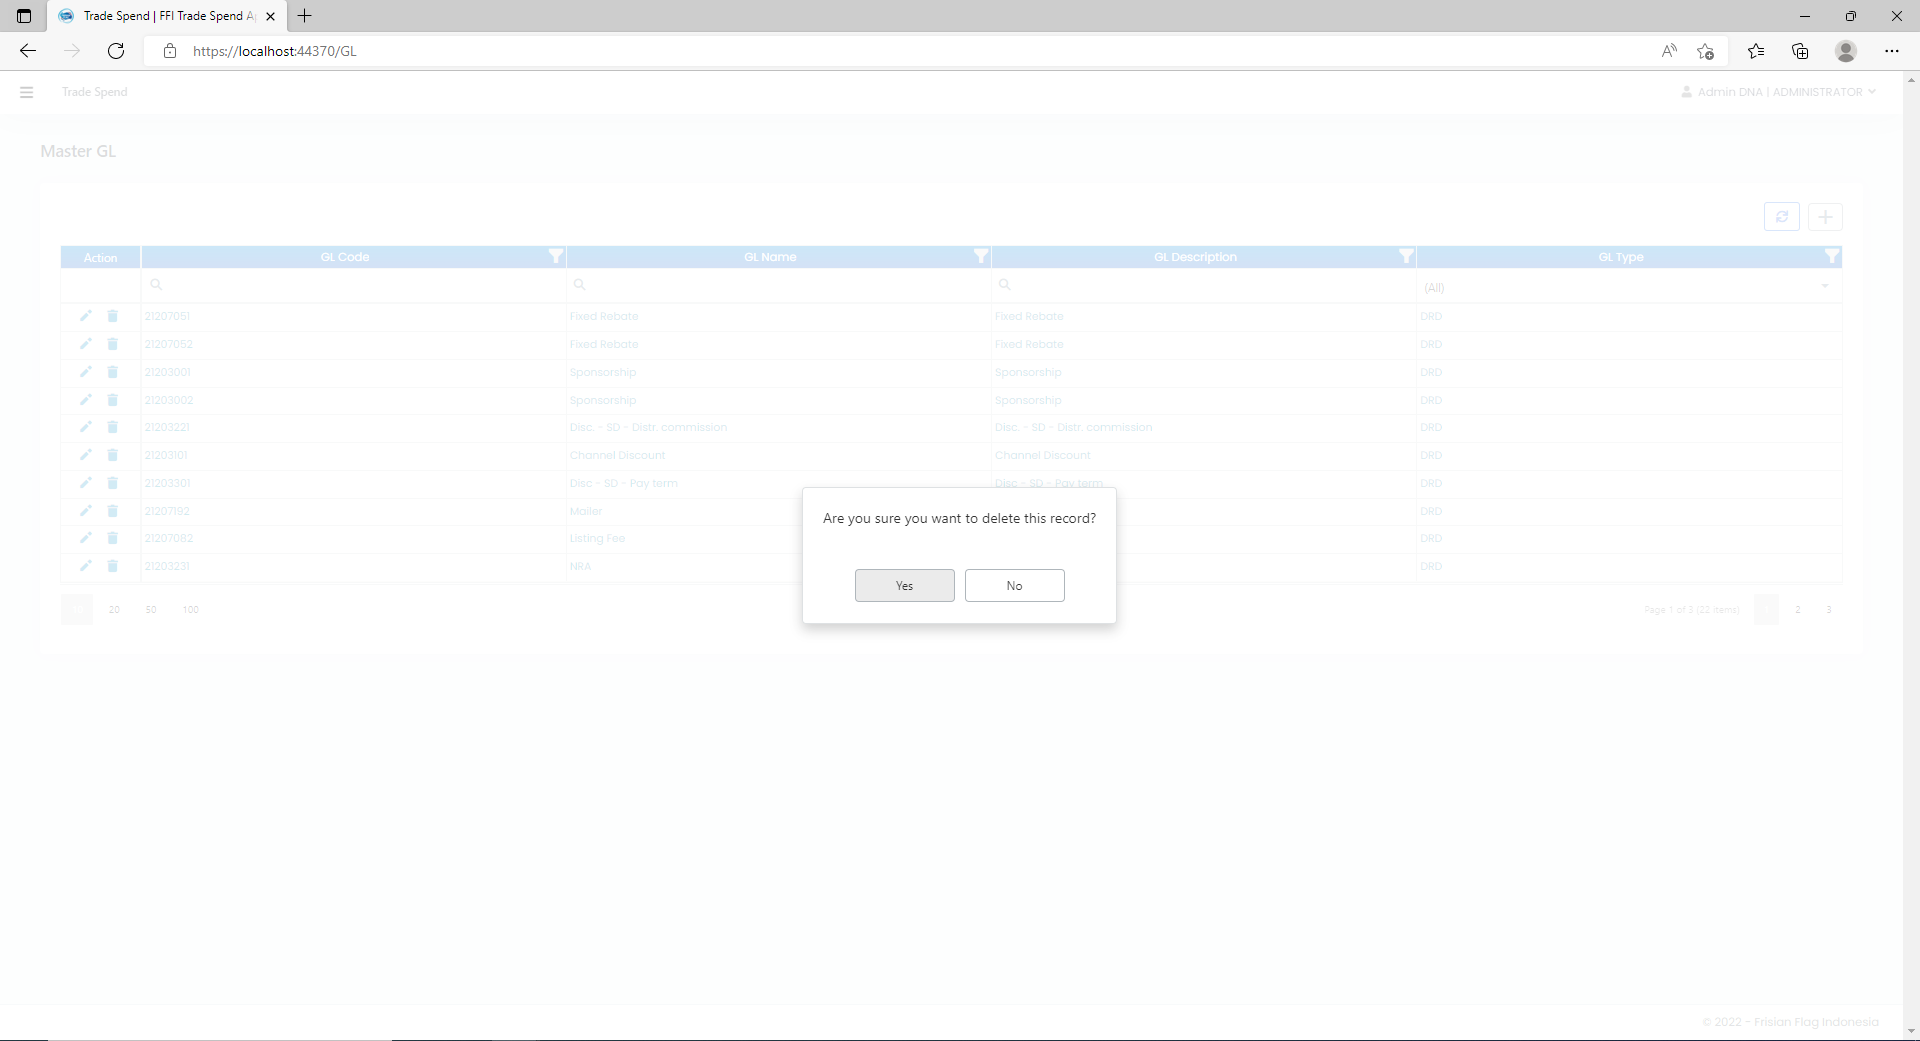 Trade Spend | FFI Trade Spend A
https://localhost:44370/GL
Trade Spend
Admin DNA | ADMINISTRATOR
Master GL
Action GL Code GL Name GL Description GL Type
(All)
21207051 Fixed Rebate Fixed Rebate DRD
21207052 Fixed Rebate Fixed Rebate DRD
21203001 Sponsorship Sponsorship DRD
21203002 Sponsorship Sponsorship DRD
21203221 Disc. - SD - Distr. commission Disc. - SD - Distr. commission DRD
21203101 Channel Discount Channel Discount DRD
21203301 Disc - SD - Pay term Disc - SD - Pay term DRD
21207192 Mailer DRD
21207082 Listing Fee DRD
21203231 NRA DRD
Are you sure you want to delete this record?
Yes No
20 50 100
Page 1 of 3 (22 items) 1 2 3
© 2022 - Frisian Flag Indonesia